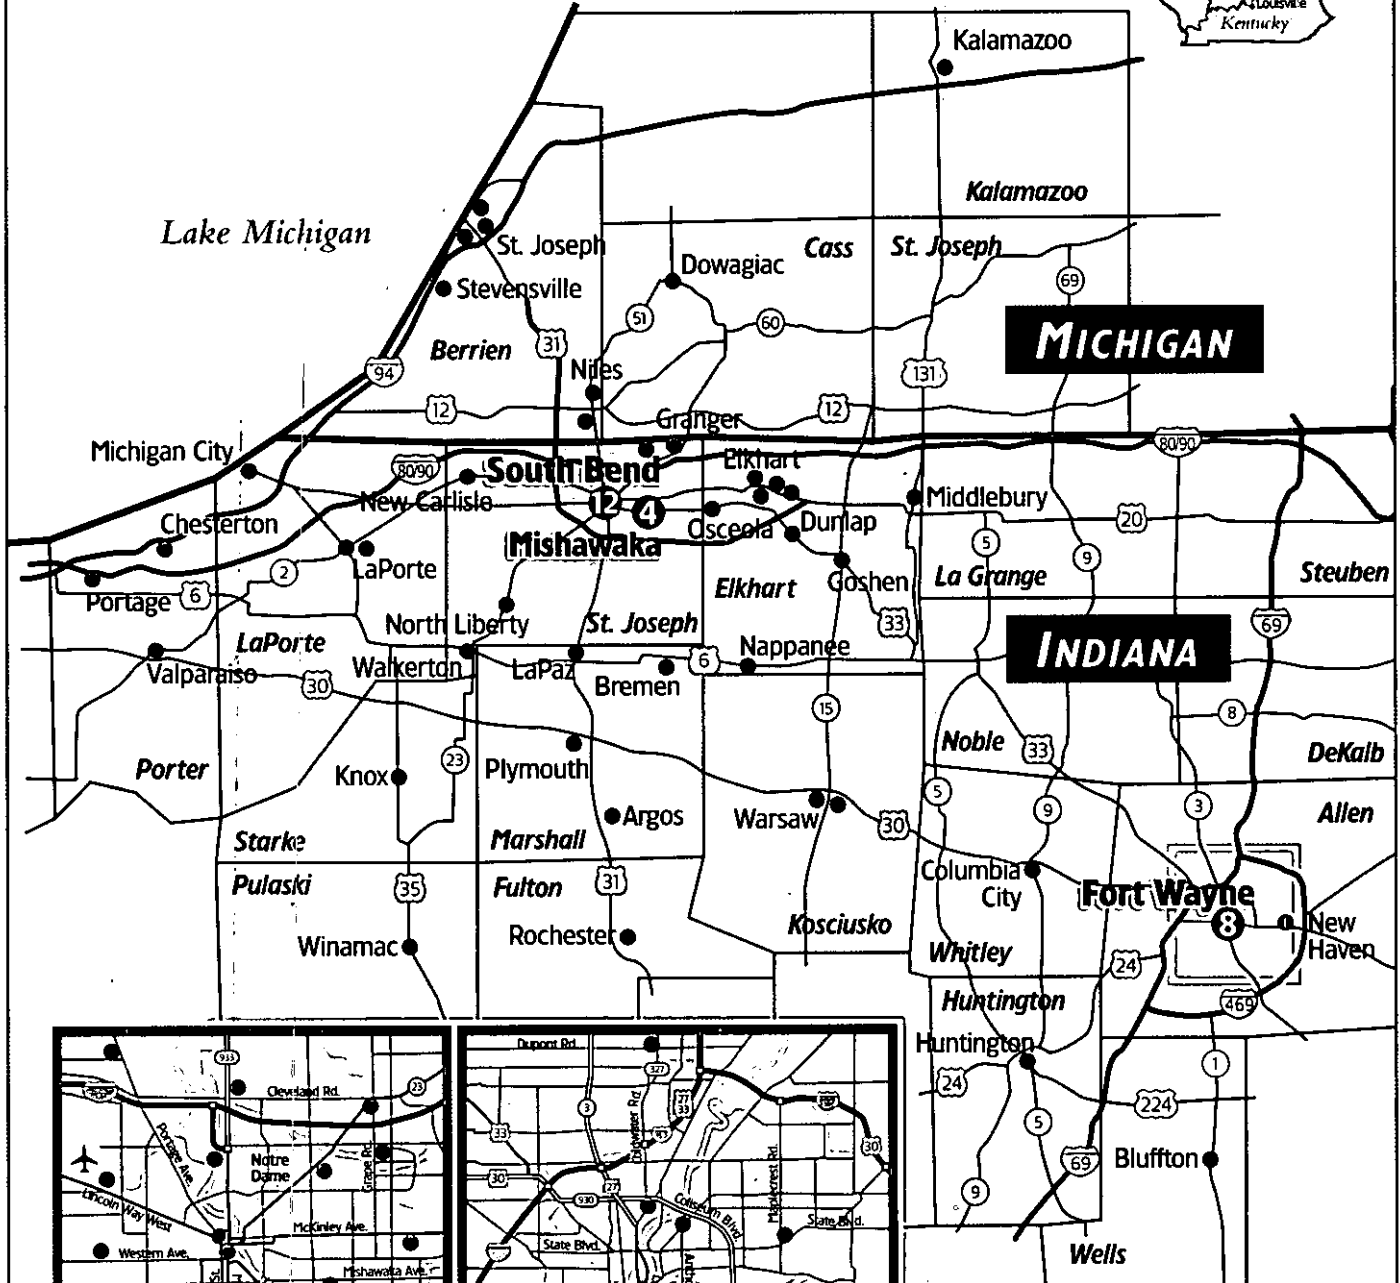 Louisville
Kentucky
Kalamazoo
Kalamazoo
Lake Michigan
St. Joseph
Cass
St. Joseph
Dowagiac
69
Stevensville
51
60
MICHIGAN
31
Berrien
94
Niles
131
12
12
Granger
Michigan City
80/90
80/90
South Bend
Elkhart
New Carlisle
12
4
Middlebury
Osceola
Dunlap
20
Chesterton
Mishawaka
5
9
LaPorte
2
Goshen
La Grange
Steuben
Elkhart
Portage
6
North Liberty
St. Joseph
33
69
LaPorte
Nappanee
INDIANA
Walkerton
LaPaz
6
Valparaiso
30
Bremen
15
8
Noble
33
DeKalb
Porter
23
Plymouth
Knox
5
9
3
Argos
Warsaw
30
Allen
Starke
Marshall
Columbia
City
Pulaski
35
Fulton
31
Fort Wayne
8
New
Haven
Kosciusko
Winamac
Rochester
Whitley
24
Huntington
469
Huntington
24
1
5
224
69
Bluffton
9
Wells
933
Cleveland Rd.
23
Portage Ave.
Notre
Dame
Grape Rd.
Lincoln Way West
McKinley Ave.
Western Ave.
Mishawaka Ave.
St.
Dupont Rd.
327
3
Coldwater Rd.
33
30
30
27
930
Coliseum Blvd.
Maplecrest Rd.
State Blvd.
State Blvd.